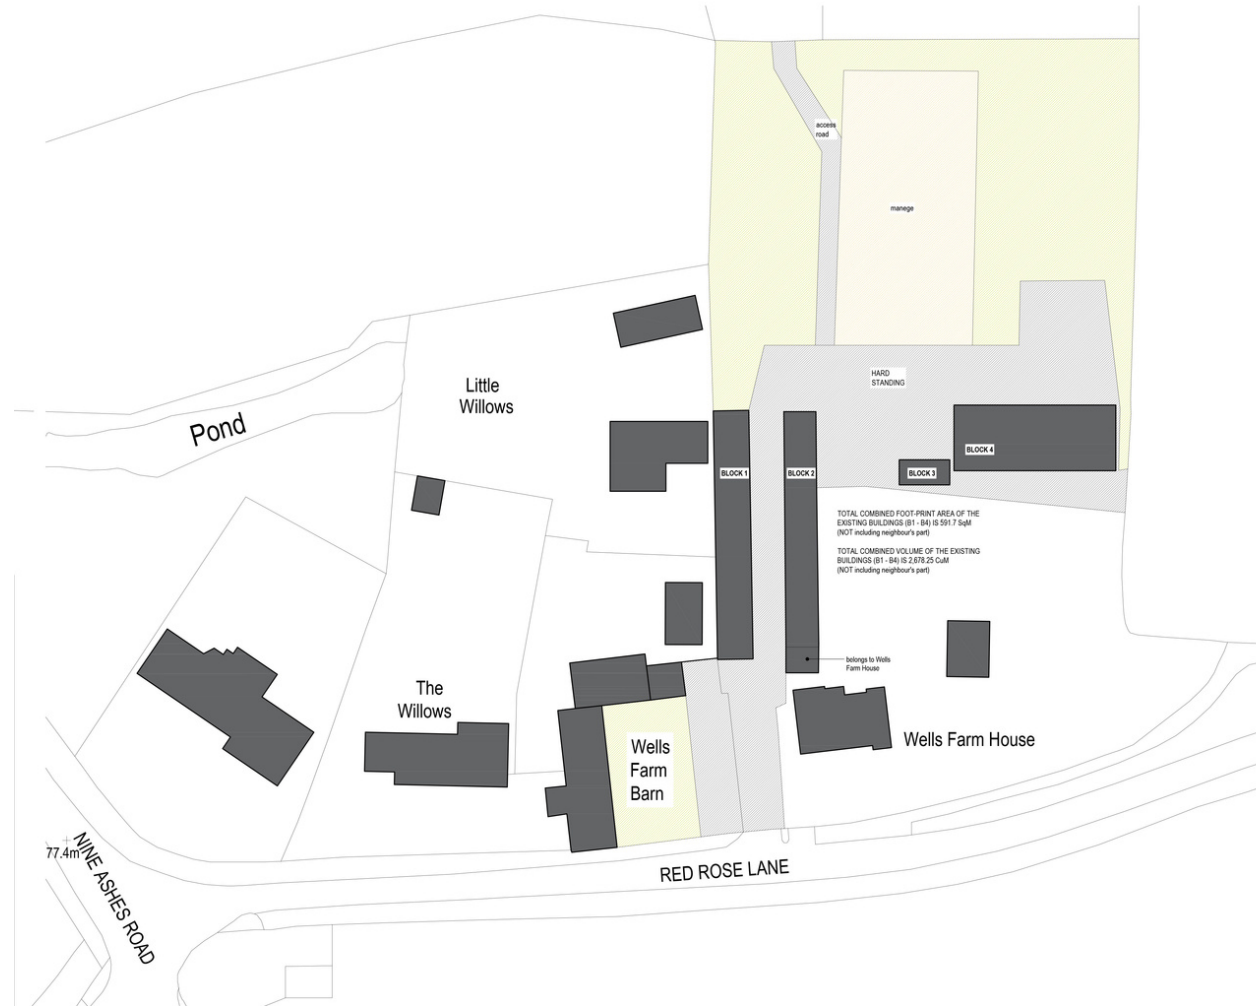 access
road
manege
HARD
STANDING
Little
Willows
Pond
BLOCK 1
BLOCK 2
BLOCK 3
BLOCK 4
TOTAL COMBINED FOOT-PRINT AREA OF THE
EXISTING BUILDINGS (B1 - B4) IS 591.7 SqM
(NOT including neighbour's part)
TOTAL COMBINED VOLUME OF THE EXISTING
BUILDINGS (B1 - B4) IS 2,678.25 CuM
(NOT including neighbour's part)
belongs to Wells
Farm House
The
Willows
Wells
Farm
Barn
Wells Farm House
77.4m
NINE ASHES ROAD
RED ROSE LANE